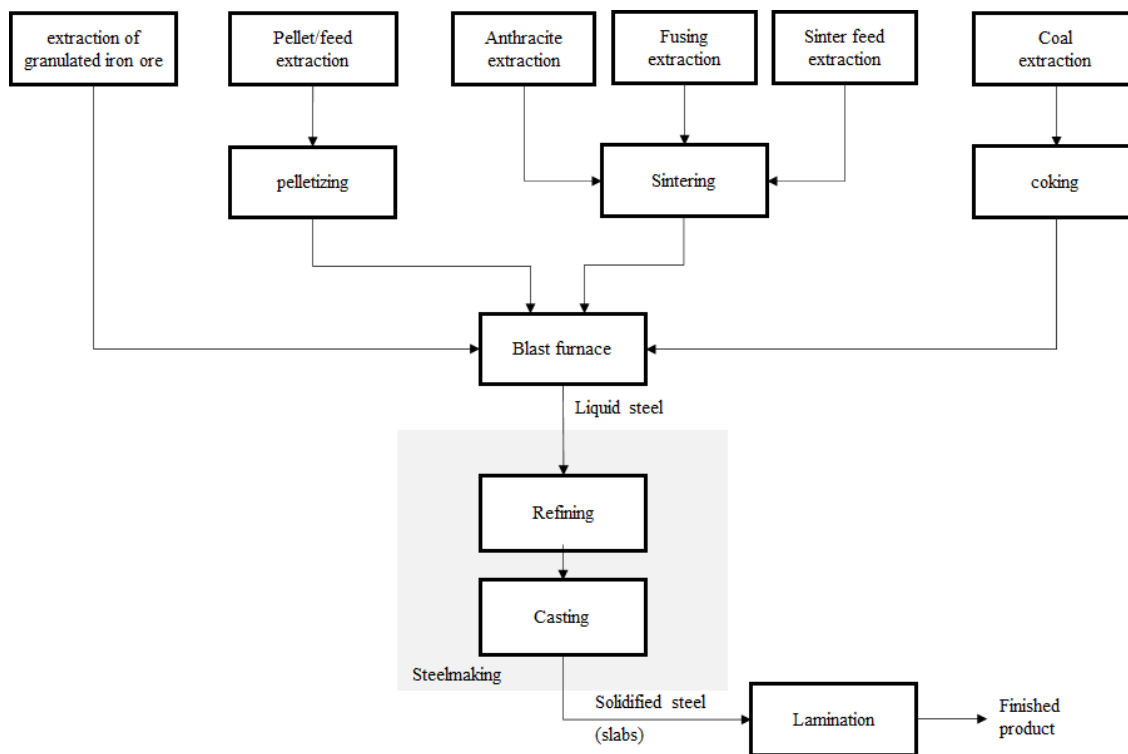 extraction of
granulated iron ore
Pellet/feed
extraction
Anthracite
extraction
Fusing
extraction
Sinter feed
extraction
Coal
extraction
pelletizing
Sintering
coking
Blast furnace
Liquid steel
Refining
Casting
Steelmaking
Solidified steel
(slabs)
Lamination
Finished
product